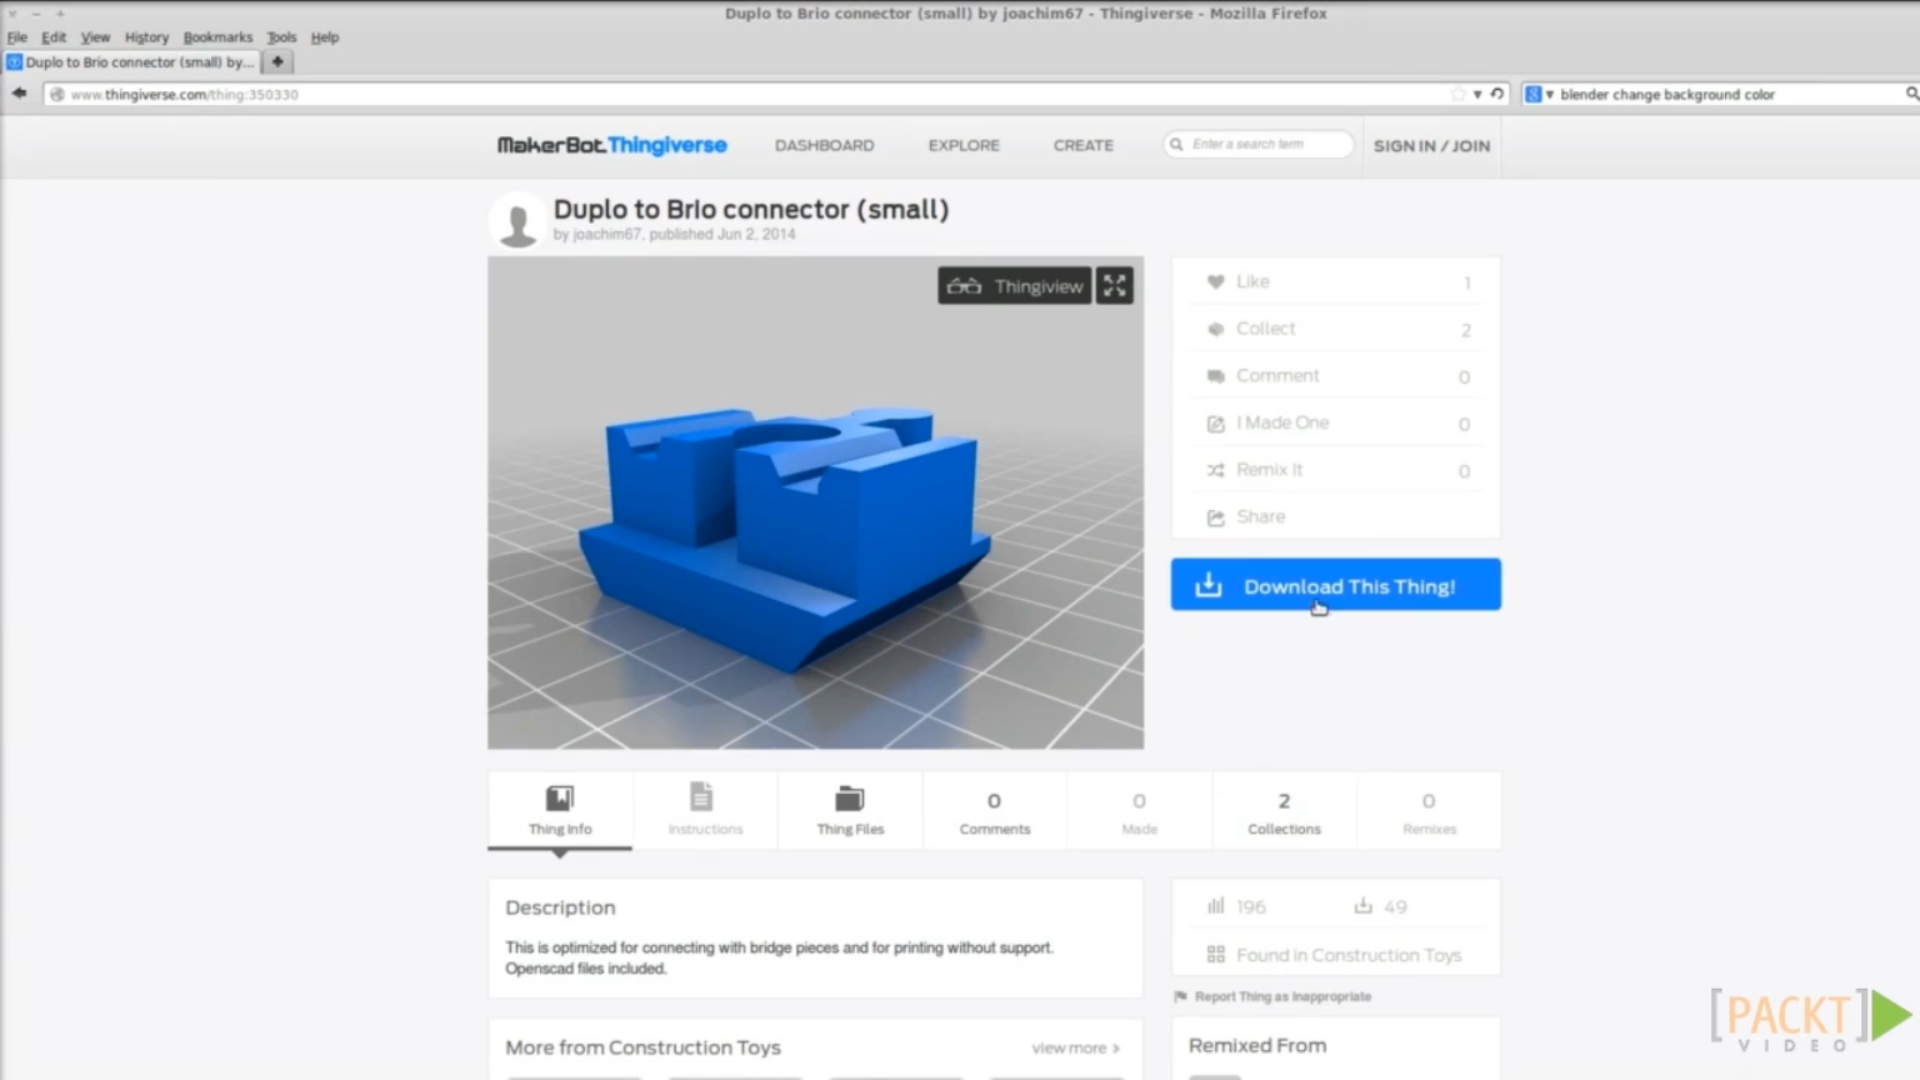 Duplo to Brio connector (small) by joachim67 - Thingiverse - Mozilla Firefox
File Edit View History Bookmarks Tools Help
Duplo to Brio connector (small) by...
www.thingiverse.com/thing:350330
blender change background color
MakerBot Thingiverse
DASHBOARD
EXPLORE
CREATE
Enter a search term
SIGN IN / JOIN
Duplo to Brio connector (small)
by joachim67, published Jun 2, 2014
Thingiview
Like 1
Collect 2
Comment 0
I Made One 0
Remix It 0
Share
Download This Thing!
Thing Info
Instructions
Thing Files
0 Comments
0 Made
2 Collections
0 Remixes
Description
This is optimized for connecting with bridge pieces and for printing without support.
Openscad files included.
196 49
Found in Construction Toys
Report Thing as Inappropriate
More from Construction Toys
view more >
Remixed From
[PACKT]
VIDEO